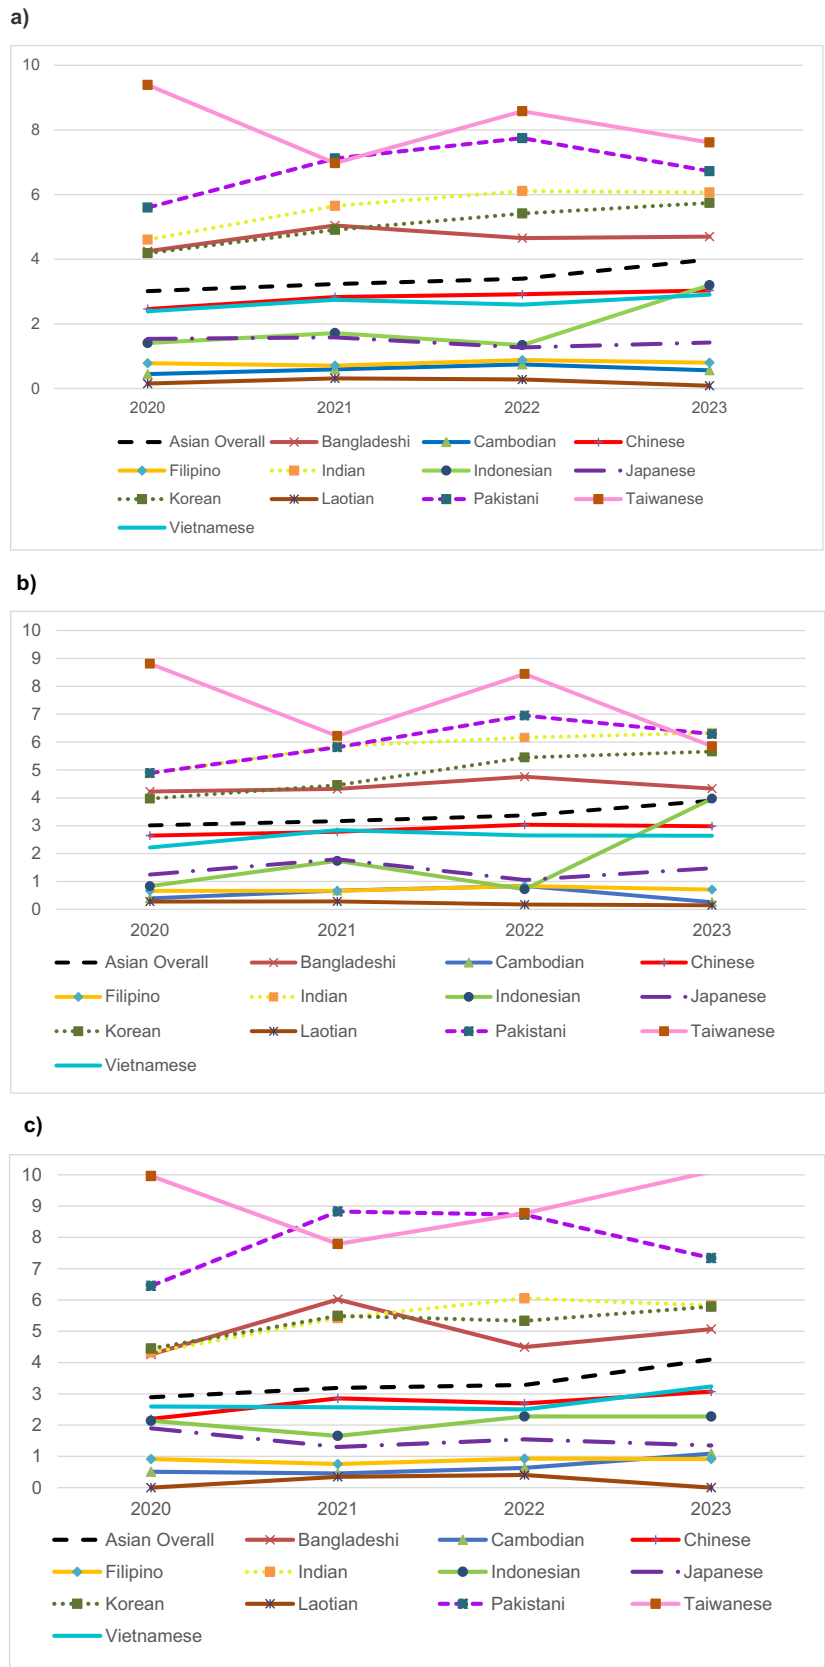 a)
10
8
6
4
2
0
2020 2021 2022 2023
Asian Overall Bangladeshi Cambodian Chinese
Filipino Indian Indonesian Japanese
Korean Laotian Pakistani Taiwanese
Vietnamese
b)
10
9
8
7
6
5
4
3
2
1
0
2020 2021 2022 2023
Asian Overall Bangladeshi Cambodian Chinese
Filipino Indian Indonesian Japanese
Korean Laotian Pakistani Taiwanese
Vietnamese
c)
10
9
8
7
6
5
4
3
2
1
0
2020 2021 2022 2023
Asian Overall Bangladeshi Cambodian Chinese
Filipino Indian Indonesian Japanese
Korean Laotian Pakistani Taiwanese
Vietnamese